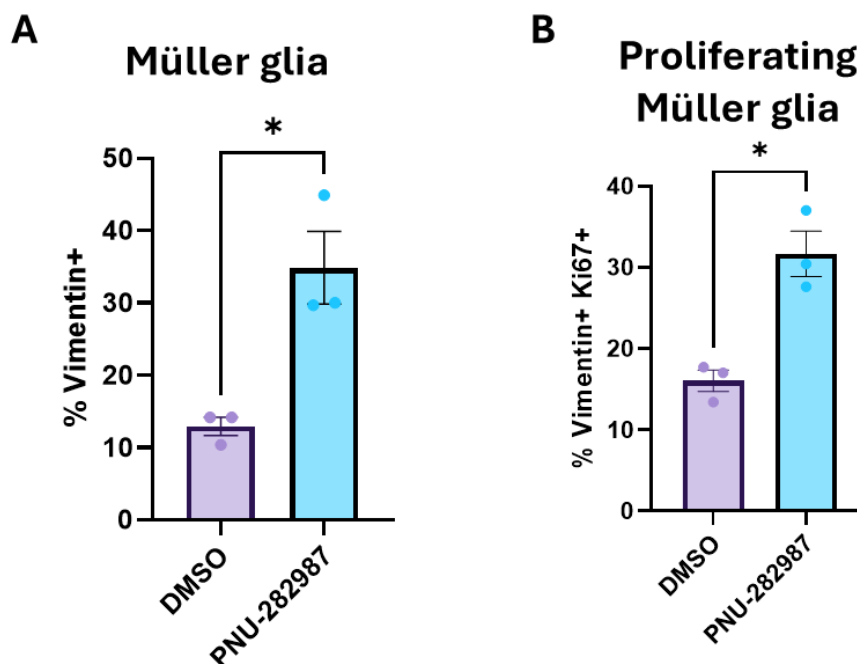 A
Müller glia
*
% Vimentin+
50
40
30
20
10
0
DMSO
PNU-282987
B
Proliferating
Müller glia
*
% Vimentin+ Ki67+
40
30
20
10
0
DMSO
PNU-282987